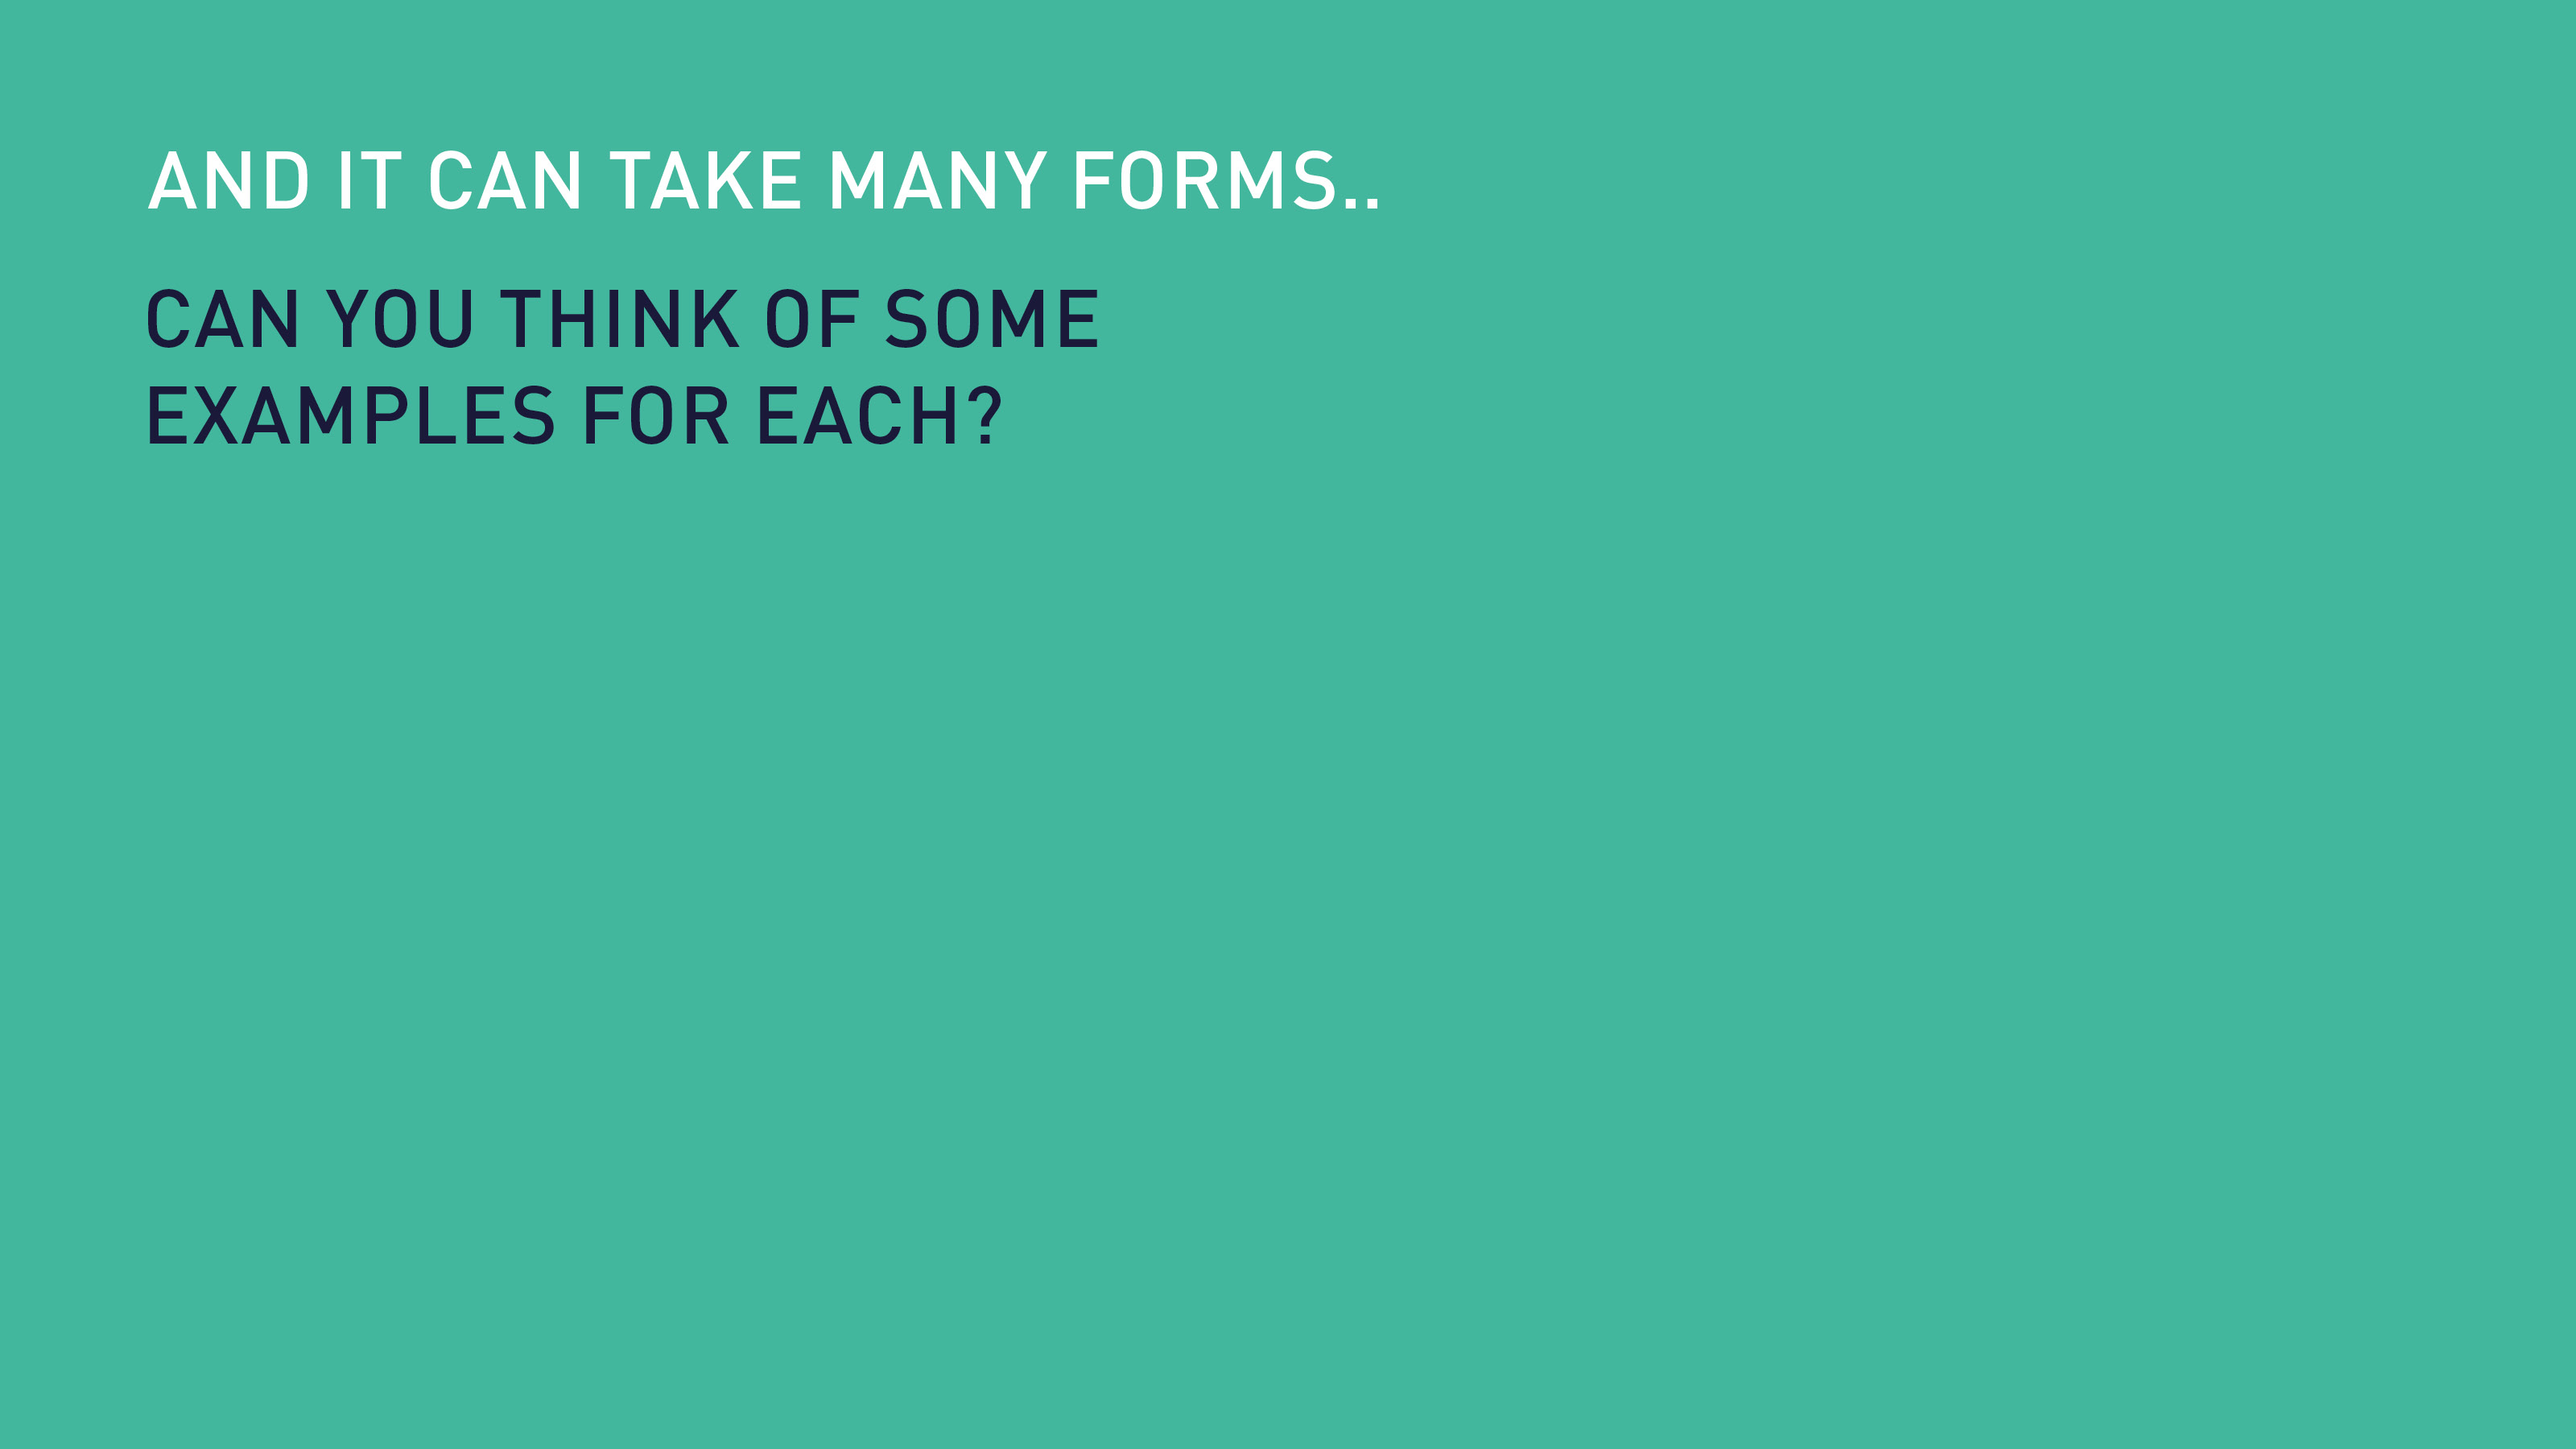 AND IT CAN TAKE MANY FORMS..
CAN YOU THINK OF SOME
EXAMPLES FOR EACH?